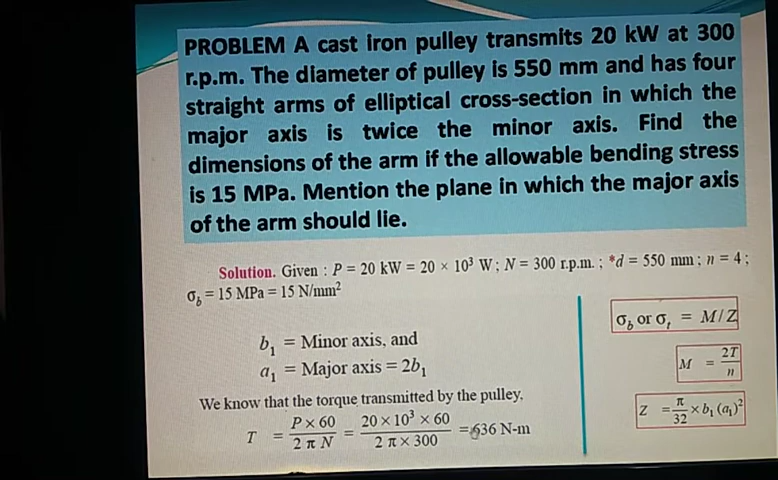 PROBLEM A cast iron pulley transmits 20 kW at 300
r.p.m. The diameter of pulley is 550 mm and has four
straight arms of elliptical cross-section in which the
major axis is twice the minor axis. Find the
dimensions of the arm if the allowable bending stress
is 15 MPa. Mention the plane in which the major axis
of the arm should lie.
Solution. Given : P = 20 kW = 20 × 10³ W ; N = 300 r.p.m. ; *d = 550 mm ; n = 4 ;
σb = 15 MPa = 15 N/mm²
b₁ = Minor axis, and
a₁ = Major axis = 2b₁
We know that the torque transmitted by the pulley,
T = P × 60 / 2 π N = 20 × 10³ × 60 / 2 π × 300 = 636 N-m
σb or σt = M/Z
M = 2T / n
Z = π / 32 × b₁ (a₁)²